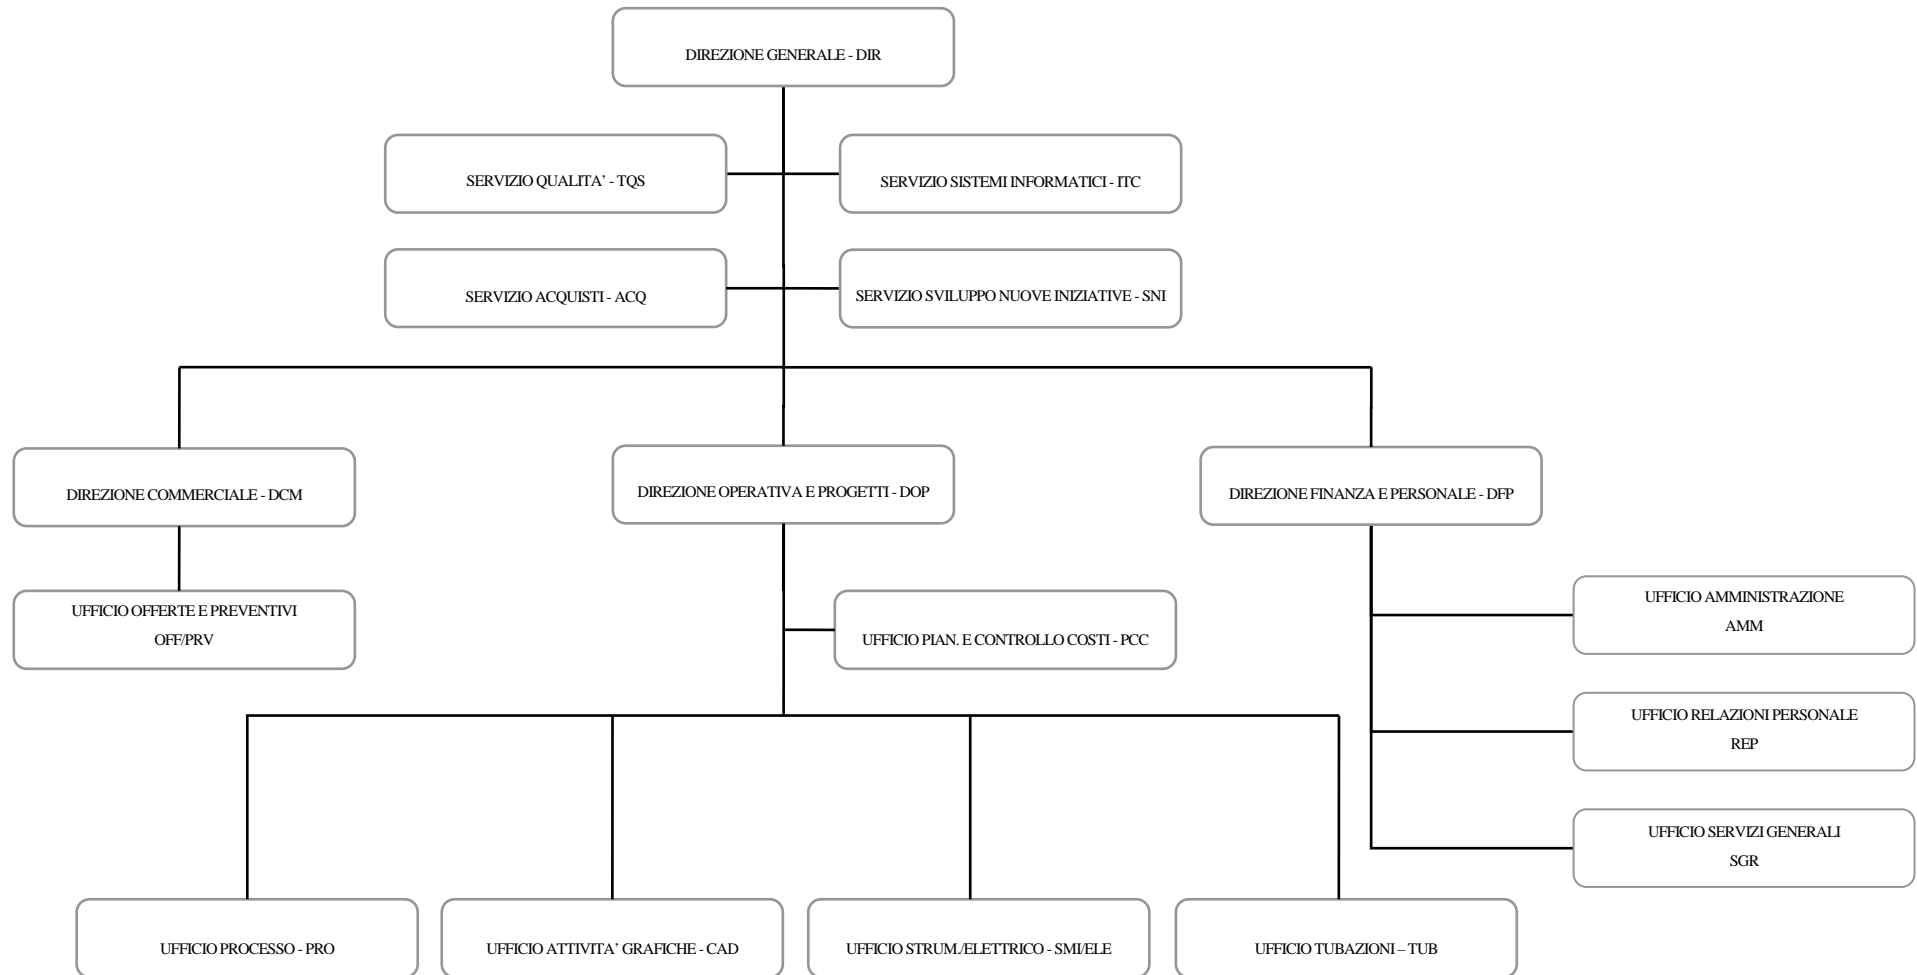 DIREZIONE GENERALE - DIR
SERVIZIO QUALITA’ - TQS
SERVIZIO SISTEMI INFORMATICI - ITC
SERVIZIO ACQUISTI - ACQ
SERVIZIO SVILUPPO NUOVE INIZIATIVE - SNI
DIREZIONE COMMERCIALE - DCM
DIREZIONE OPERATIVA E PROGETTI - DOP
DIREZIONE FINANZA E PERSONALE - DFP
UFFICIO OFFERTE E PREVENTIVI
OFF/PRV
UFFICIO PIAN. E CONTROLLO COSTI - PCC
UFFICIO AMMINISTRAZIONE
AMM
UFFICIO RELAZIONI PERSONALE
REP
UFFICIO SERVIZI GENERALI
SGR
UFFICIO PROCESSO - PRO
UFFICIO ATTIVITA’ GRAFICHE - CAD
UFFICIO STRUM./ELETTRICO - SMI/ELE
UFFICIO TUBAZIONI – TUB